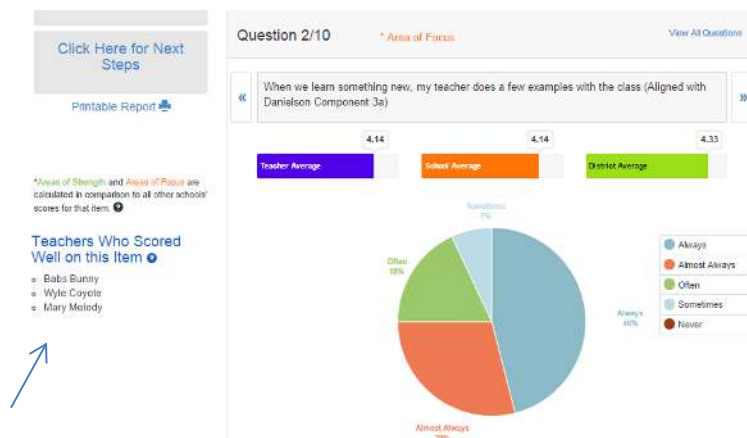 Click Here for Next
Steps
Printable Report
*Areas of Strength and Areas of Focus are
calculated in comparison to all other schools'
scores for that item.
Teachers Who Scored
Well on this Item
Babs Bunny
Wyle Coyote
Mary Melody
Question 2/10
* Area of Focus
View All Questions
«
When we learn something new, my teacher does a few examples with the class (Aligned with
Danielson Component 3a)
»
4.14
4.14
4.33
Teacher Average
School Average
District Average
Sometimes
7%
Often
18%
Always
Almost Always
Always
Almost Always
Often
Sometimes
Never